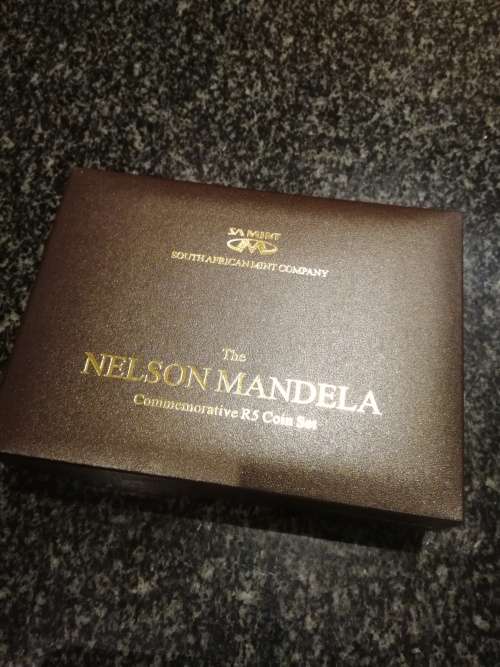 SA MINT
SOUTH AFRICAN MINT COMPANY
The
NELSON MANDELA
Commemorative R5 Coin Set